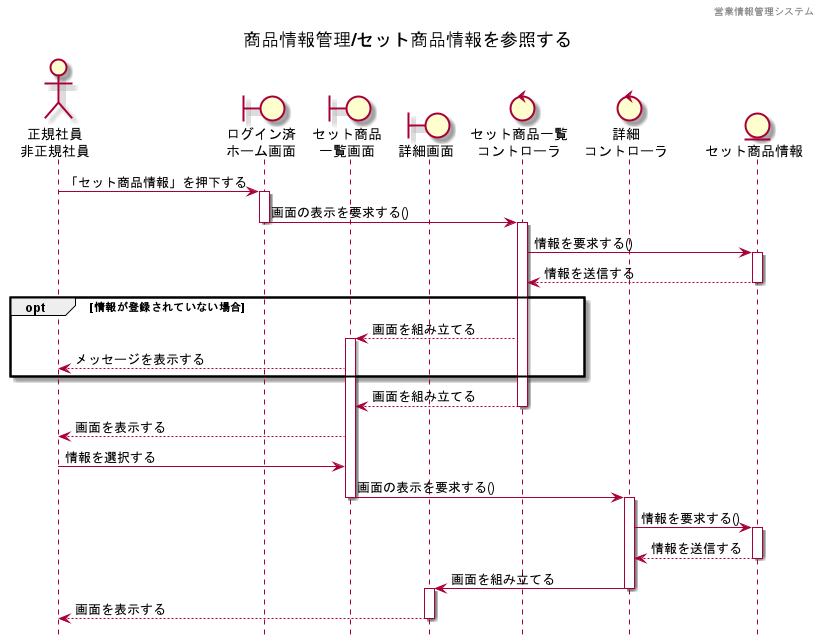 営業情報管理システム
商品情報管理/セット商品情報を参照する
正規社員
非正規社員
ログイン済
ホーム画面
セット商品
一覧画面
詳細画面
セット商品一覧
コントローラ
詳細
コントローラ
セット商品情報
「セット商品情報」を押下する
画面の表示を要求する()
情報を要求する()
情報を送信する
opt [情報が登録されていない場合]
画面を組み立てる
メッセージを表示する
画面を組み立てる
画面を表示する
情報を選択する
画面の表示を要求する()
情報を要求する()
情報を送信する
画面を組み立てる
画面を表示する